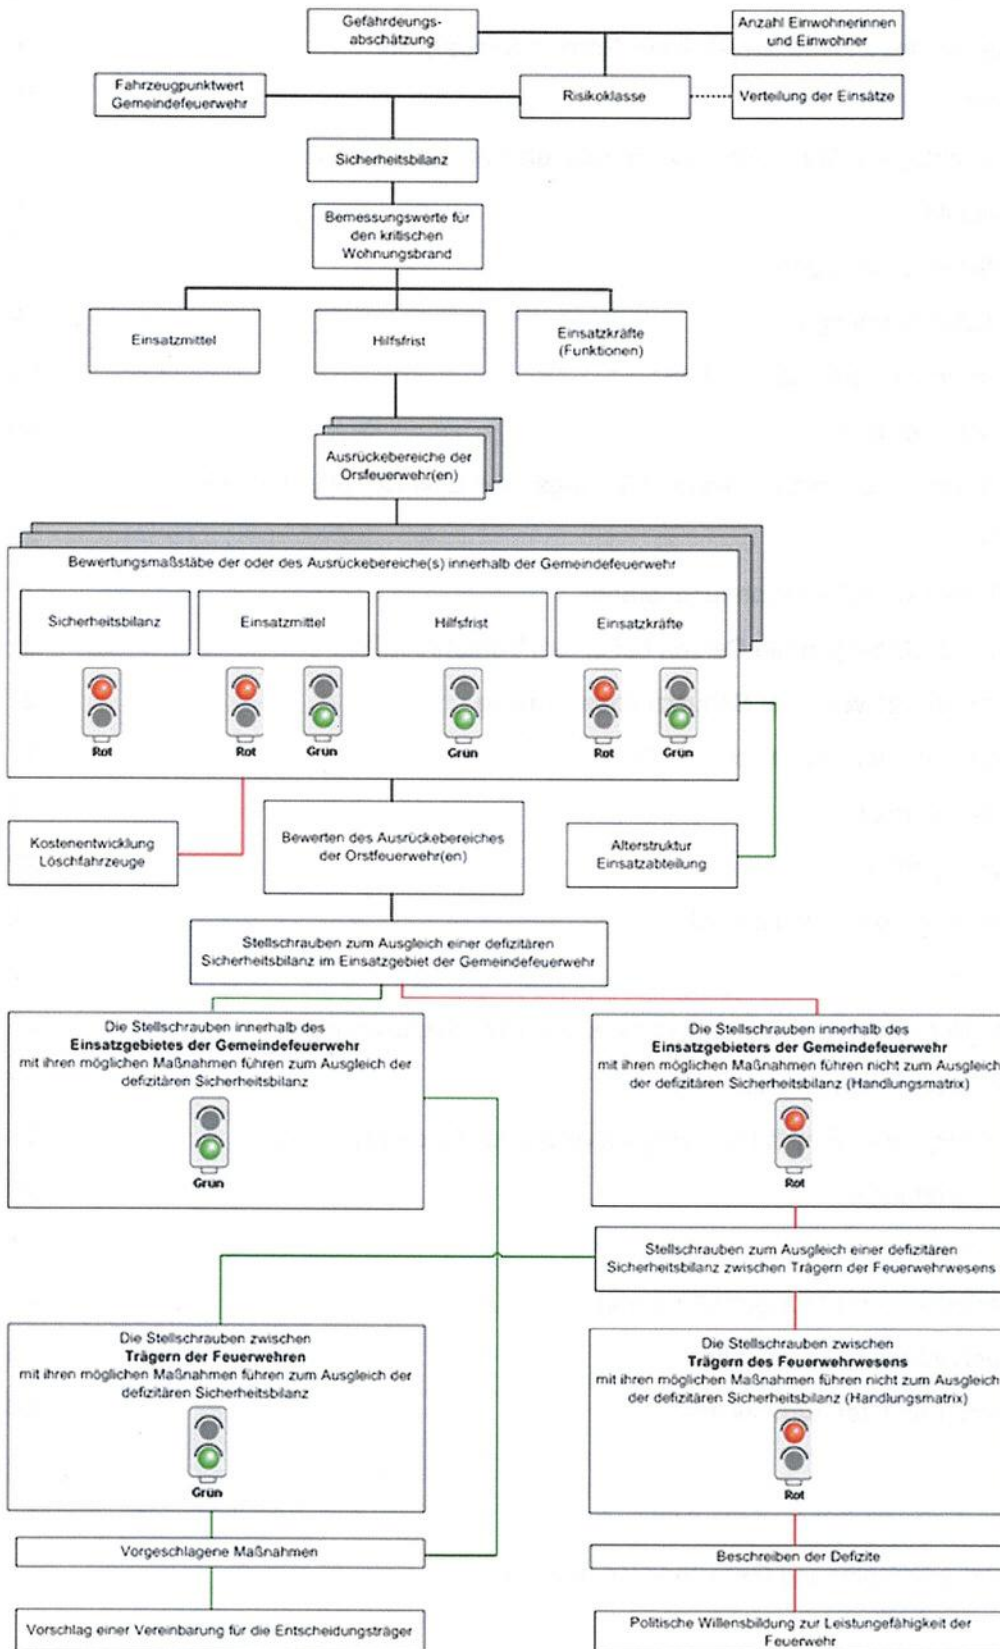 Gefährdeungs-
abschätzung
Anzahl Einwohnerinnen
und Einwohner
Fahrzeugpunktwert
Gemeindefeuerwehr
Risikoklasse
Verteilung der Einsätze
Sicherheitsbilanz
Bemessungswerte für
den kritischen
Wohnungsbrand
Einsatzmittel
Hilfsfrist
Einsatzkräfte
(Funktionen)
Ausrückebereiche der
Orsfeuerwehr(en)
Bewertungsmaßstäbe der oder des Ausrückebereiche(s) innerhalb der Gemeindefeuerwehr
Sicherheitsbilanz
Einsatzmittel
Hilfsfrist
Einsatzkräfte
Rot
Rot
Grün
Grün
Rot
Grün
Kostenentwicklung
Löschfahrzeuge
Bewerten des Ausrückebereiches
der Orstfeuerwehr(en)
Alterstruktur
Einsatzabteilung
Stellschrauben zum Ausgleich einer defizitären
Sicherheitsbilanz im Einsatzgebiet der Gemeindefeuerwehr
Die Stellschrauben innerhalb des
Einsatzgebietes der Gemeindefeuerwehr
mit ihren möglichen Maßnahmen führen zum Ausgleich der
defizitären Sicherheitsbilanz
Grün
Die Stellschrauben innerhalb des
Einsatzgebieters der Gemeindefeuerwehr
mit ihren möglichen Maßnahmen führen nicht zum Ausgleich
der defizitären Sicherheitsbilanz (Handlungsmatrix)
Rot
Stellschrauben zum Ausgleich einer defizitären
Sicherheitsbilanz zwischen Trägern der Feuerwehrwesens
Die Stellschrauben zwischen
Trägern der Feuerwehren
mit ihren möglichen Maßnahmen führen zum Ausgleich der
defizitären Sicherheitsbilanz
Grün
Die Stellschrauben zwischen
Trägern des Feuerwehrwesens
mit ihren möglichen Maßnahmen führen nicht zum Ausgleich
der defizitären Sicherheitsbilanz (Handlungsmatrix)
Rot
Vorgeschlagene Maßnahmen
Beschreiben der Defizite
Vorschlag einer Vereinbarung für die Entscheidungsträger
Politische Willensbildung zur Leistungefähigkeit der
Feuerwehr